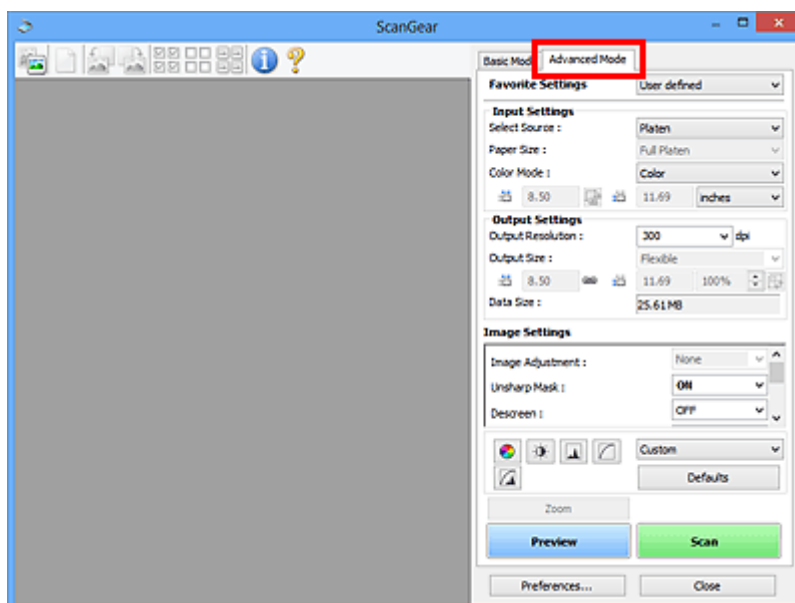 ScanGear
Basic Mode Advanced Mode
Favorite Settings User defined
Input Settings
Select Source : Platen
Paper Size : Full Platen
Color Mode : Color
8.50 11.69 inches
Output Settings
Output Resolution : 300 dpi
Output Size : Flexible
8.50 11.69 100%
Data Size : 25.61MB
Image Settings
Image Adjustment : None
Unsharp Mask : ON
Descreen : OFF
Custom
Defaults
Zoom
Preview Scan
Preferences... Close